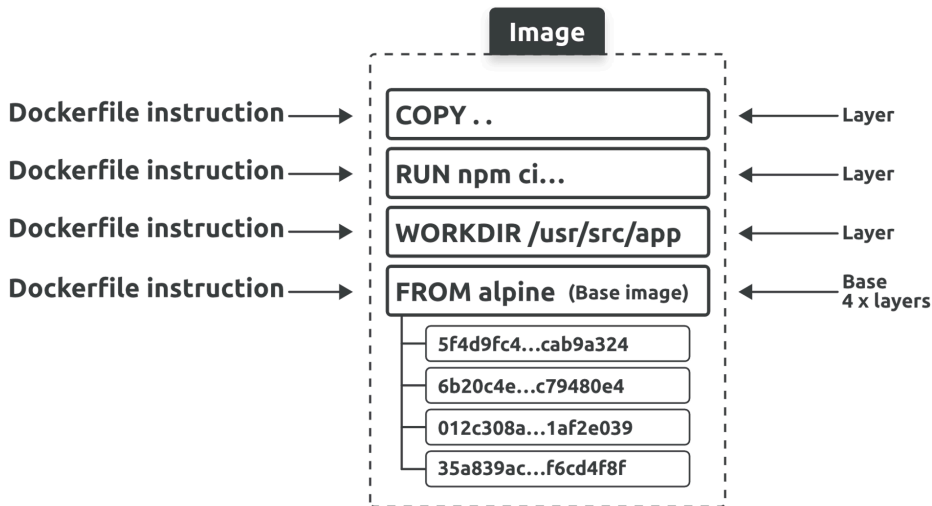 Image
Dockerfile instruction
COPY . .
Layer
Dockerfile instruction
RUN npm ci...
Layer
Dockerfile instruction
WORKDIR /usr/src/app
Layer
Dockerfile instruction
FROM alpine (Base image)
Base
4 x layers
5f4d9fc4...cab9a324
6b20c4e...c79480e4
012c308a...1af2e039
35a839ac...f6cd4f8f